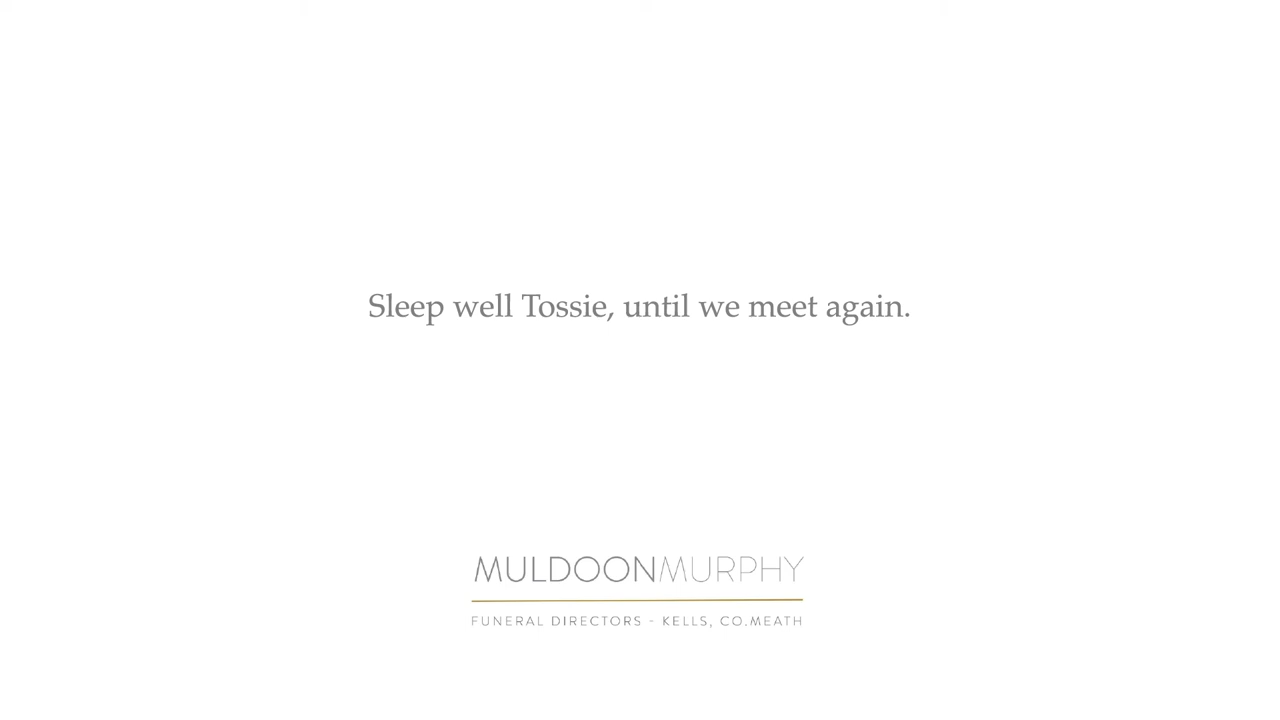 Sleep well Tossie, until we meet again.
MULDOONMURPHY
FUNERAL DIRECTORS - KELLS, CO.MEATH